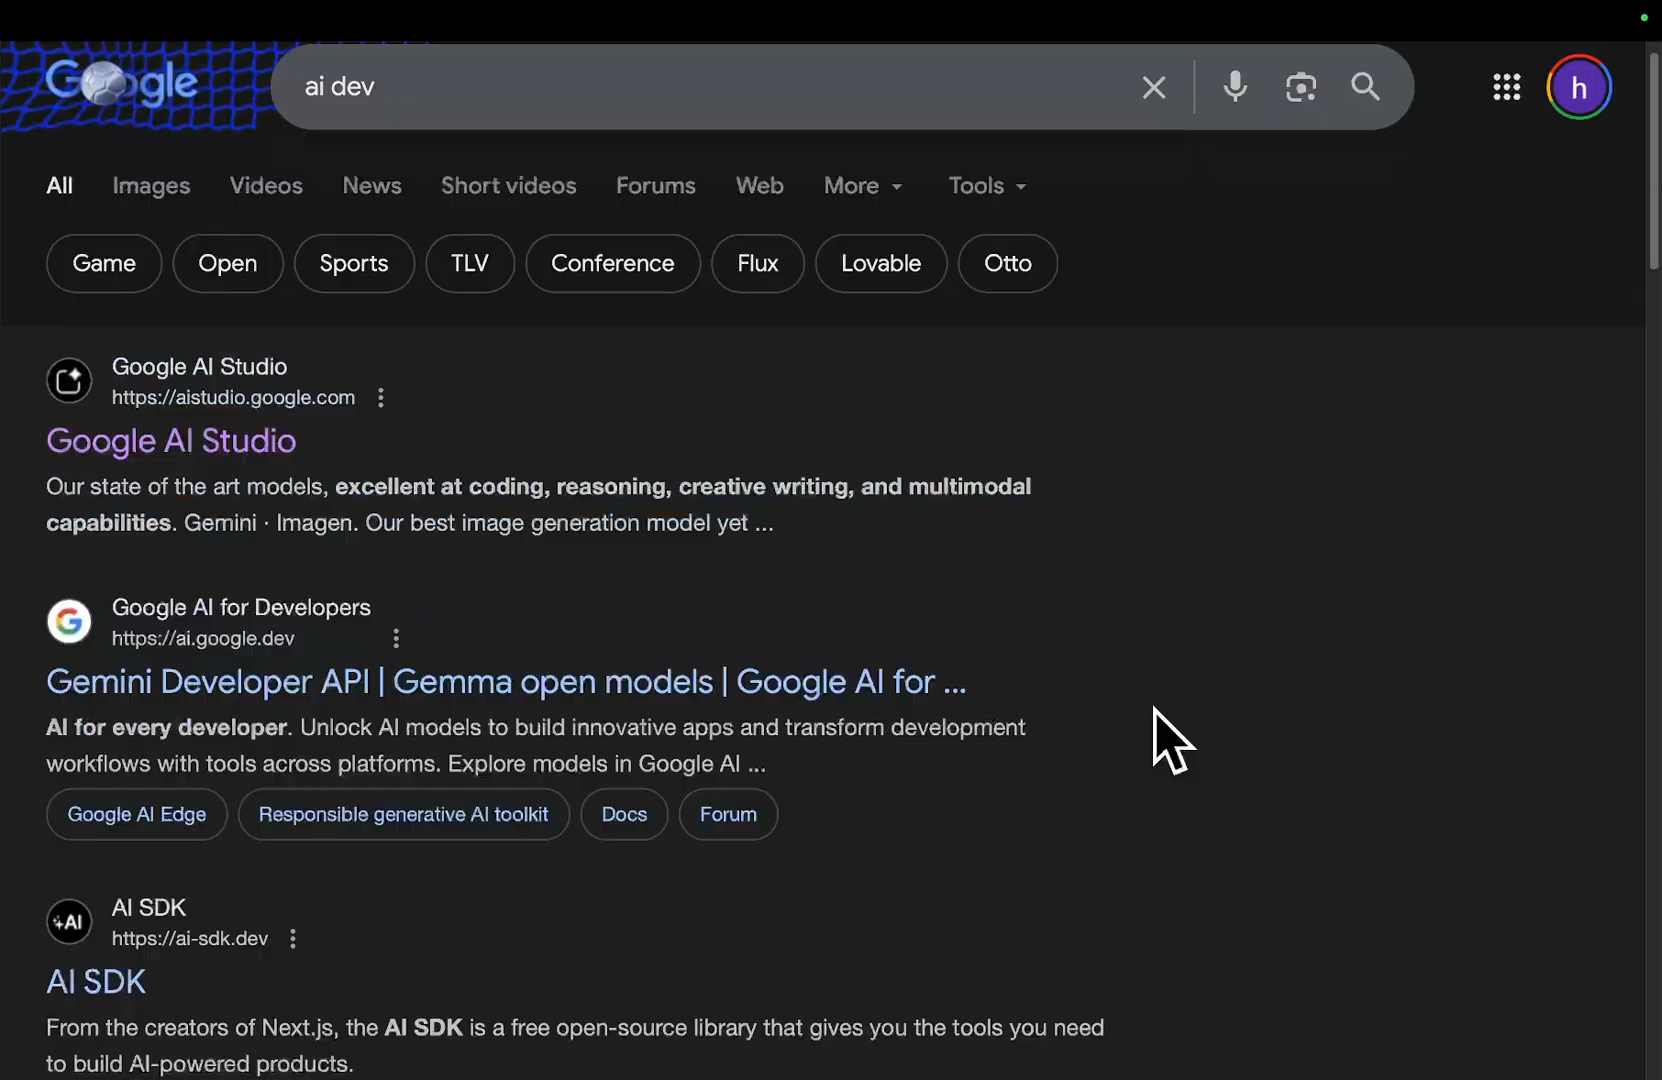 Google
ai dev
h
All Images Videos News Short videos Forums Web More Tools
Game Open Sports TLV Conference Flux Lovable Otto
Google AI Studio
https://aistudio.google.com
Google AI Studio
Our state of the art models, excellent at coding, reasoning, creative writing, and multimodal
capabilities. Gemini · Imagen. Our best image generation model yet ...
G
Google AI for Developers
https://ai.google.dev
Gemini Developer API | Gemma open models | Google AI for ...
AI for every developer. Unlock AI models to build innovative apps and transform development
workflows with tools across platforms. Explore models in Google AI ...
Google AI Edge Responsible generative AI toolkit Docs Forum
AI
AI SDK
https://ai-sdk.dev
AI SDK
From the creators of Next.js, the AI SDK is a free open-source library that gives you the tools you need
to build AI-powered products.